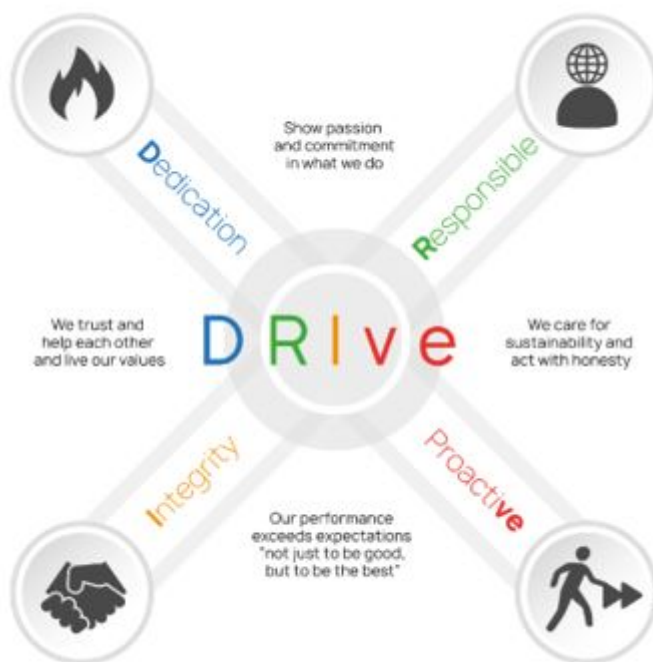 Show passion
and commitment
in what we do
Dedication
Responsible
We trust and
help each other
and live our values
DRIve
We care for
sustainability and
act with honesty
Integrity
Proactive
Our performance
exceeds expectations
"not just to be good,
but to be the best"